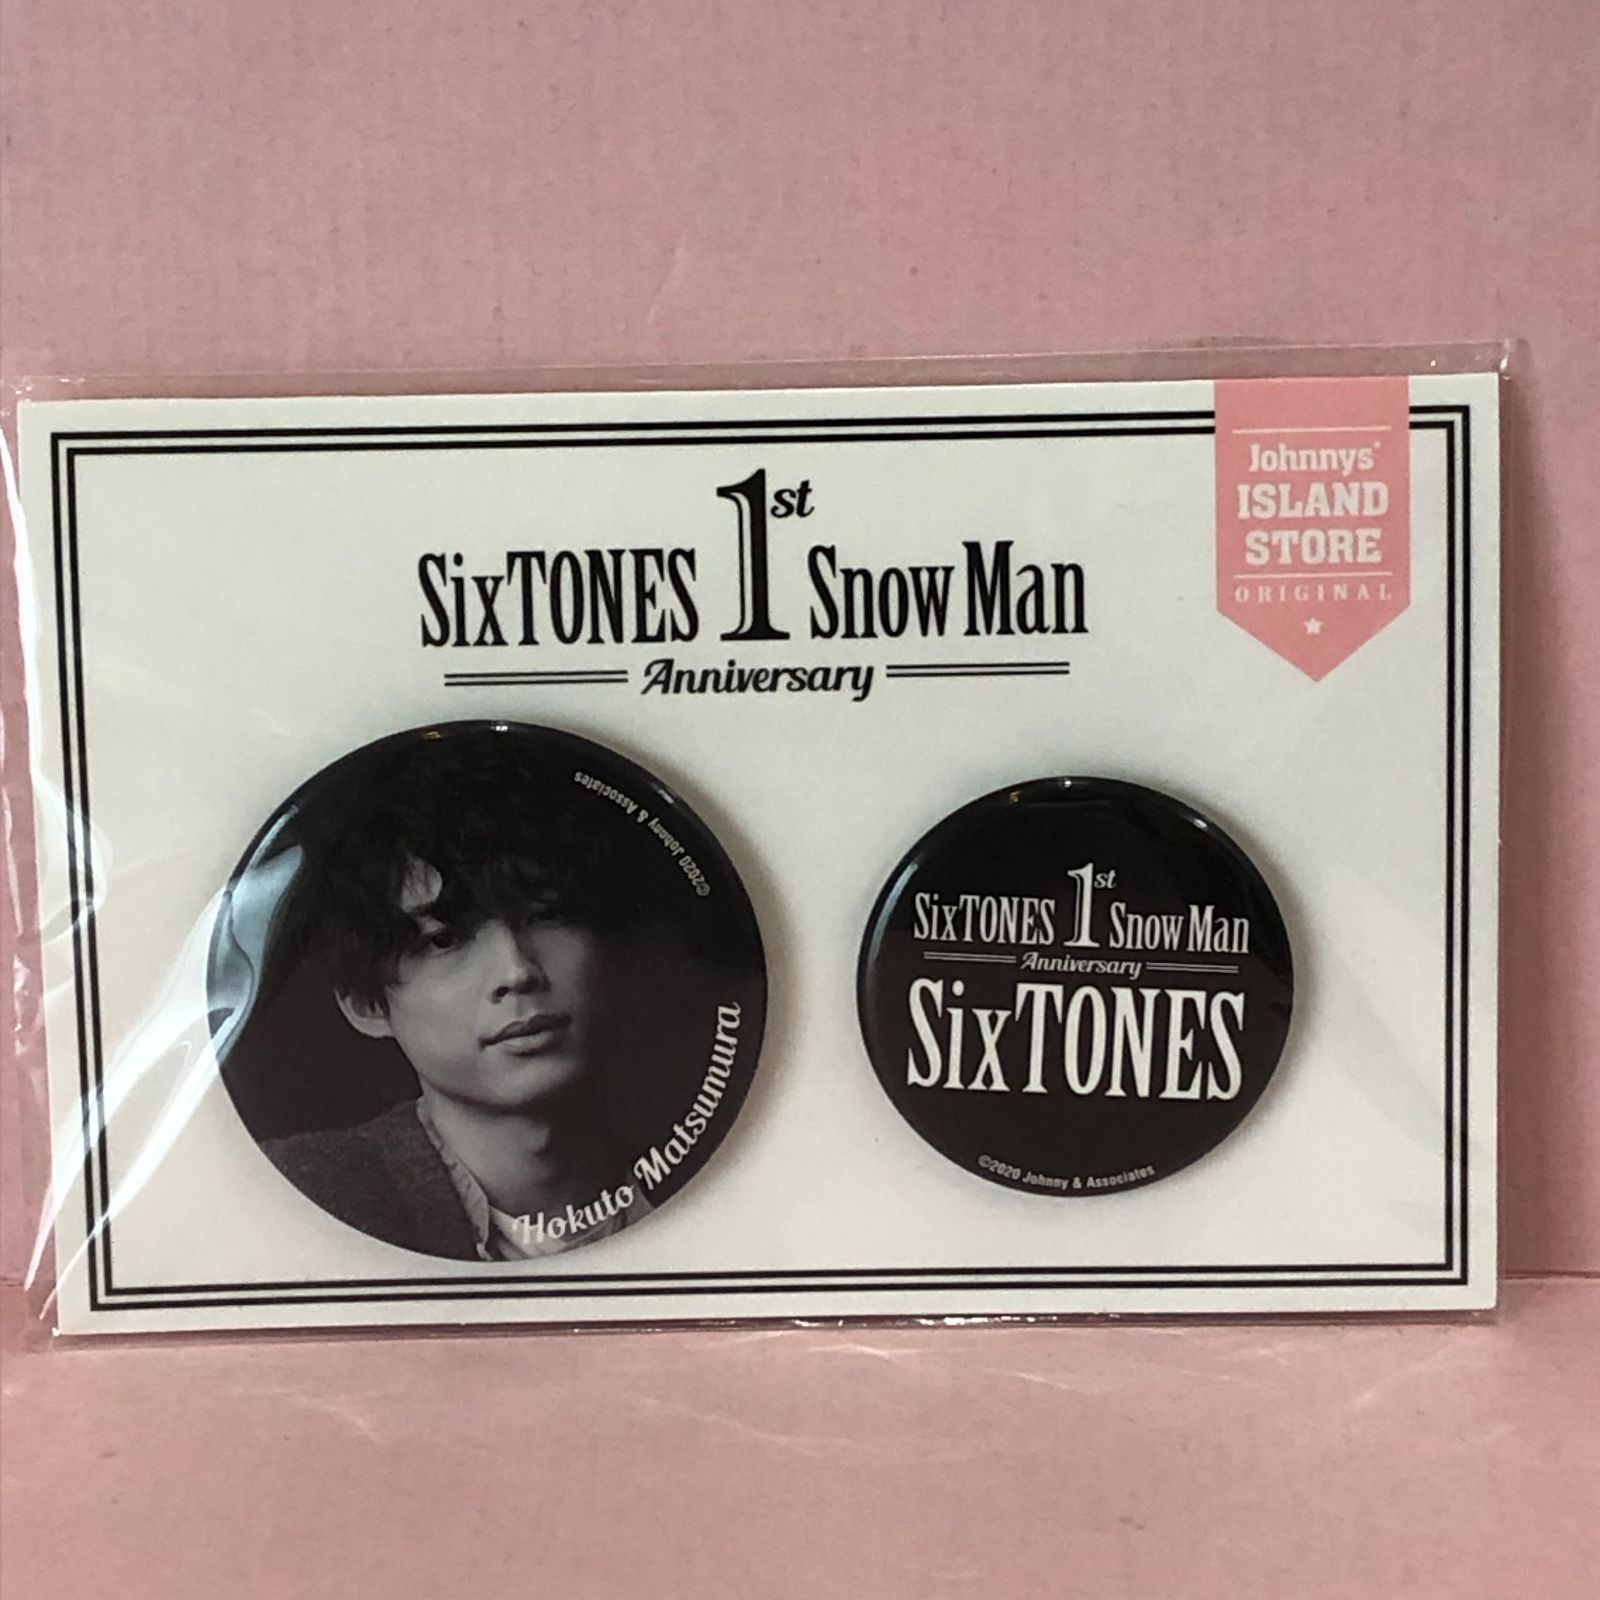 Johnnys'
ISLAND
STORE
ORIGINAL
SixTONES 1st Snow Man
Anniversary
©2020 Johnny & Associates
Hokuto Matsumura
SixTONES 1st Snow Man
Anniversary
SixTONES
©2020 Johnny & Associates